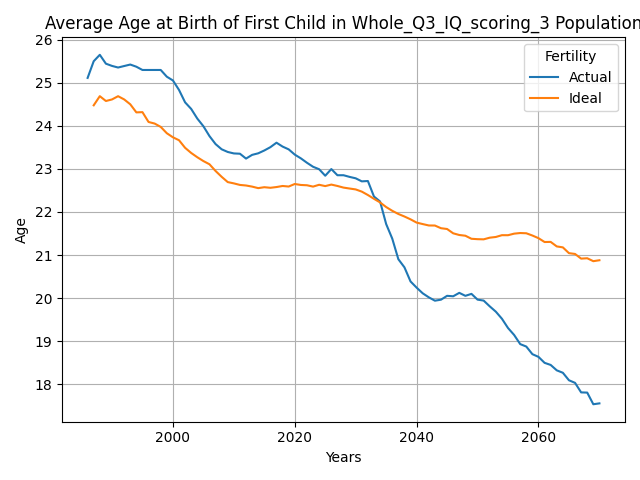 Average Age at Birth of First Child in Whole_Q3_IQ_scoring_3 Population
Fertility
Actual
Ideal
26
25
24
23
22
21
20
19
18
Age
2000
2020
2040
2060
Years